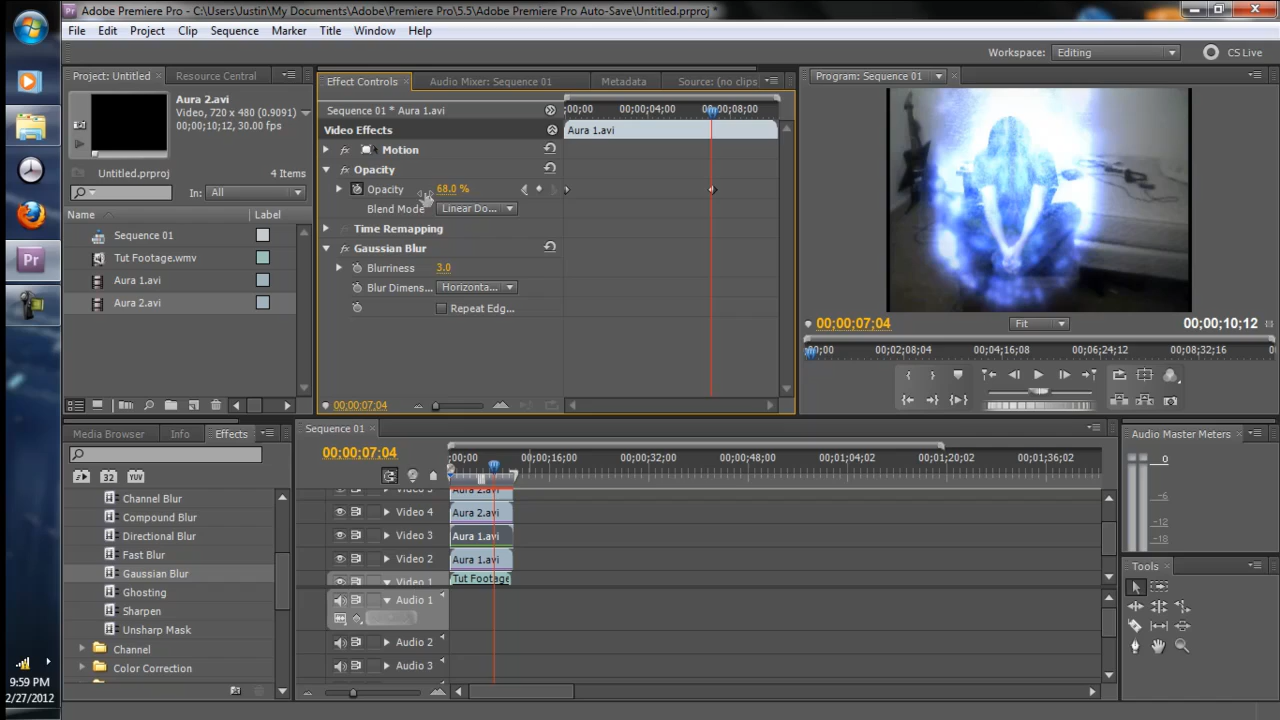 Adobe Premiere Pro - C:\Users\Justin\My Documents\Adobe\Premiere Pro\5.5\Adobe Premiere Pro Auto-Save\Untitled.prproj *
File Edit Project Clip Sequence Marker Title Window Help
Workspace: Editing CS Live
Project: Untitled Resource Central
Aura 2.avi
Video, 720 x 480 (0.9091)
00;00;10;12, 30.00 fps
Untitled.prproj 4 Items
In: All
Name Label
Sequence 01
Tut Footage.wmv
Aura 1.avi
Aura 2.avi
Effect Controls Audio Mixer: Sequence 01 Metadata Source: (no clips
Sequence 01 * Aura 1.avi
;00;00 00;00;04;00 00;00;08;00
Video Effects Aura 1.avi
Motion
Opacity
Opacity 68.0 %
Blend Mode Linear Do...
Time Remapping
Gaussian Blur
Blurriness 3.0
Blur Dimens... Horizonta...
Repeat Edg...
00;00;07;04
Program: Sequence 01
00;00;07;04 Fit 00;00;10;12
;00;00 00;02;08;04 00;04;16;08 00;06;24;12 00;08;32;16 0
Media Browser Info Effects
32 YUV
Channel Blur
Compound Blur
Directional Blur
Fast Blur
Gaussian Blur
Ghosting
Sharpen
Unsharp Mask
Channel
Color Correction
Sequence 01
00;00;07;04
;00;00 00;00;16;00 00;00;32;00 00;00;48;00 00;01;04;02 00;01;20;02 00;01;36;02
Aura 2.avi
Video 4 Aura 2.avi
Video 3 Aura 1.avi
Video 2 Aura 1.avi
Video 1 Tut Footage
Audio 1
Audio 2
Audio 3
Audio Master Meters
0
-6
-12
-18
Tools
9:59 PM
2/27/2012